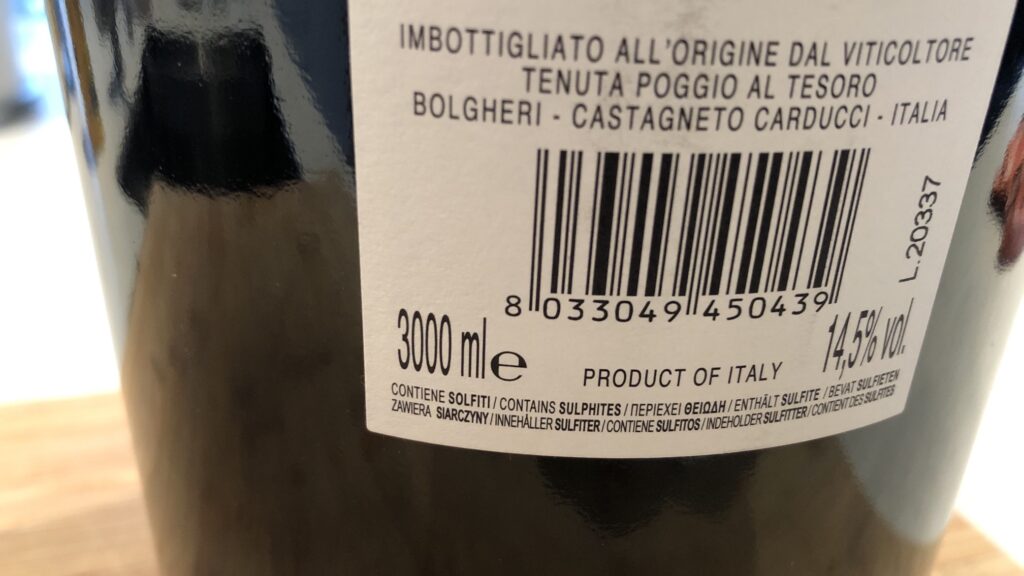 IMBOTTIGLIATO ALL'ORIGINE DAL VITICOLTORE
TENUTA POGGIO AL TESORO
BOLGHERI - CASTAGNETO CARDUCCI - ITALIA
L.20337
8 033049 450439
3000 ml e
14,5% vol.
PRODUCT OF ITALY
CONTIENE SOLFITI / CONTAINS SULPHITES / ΠΕΡΙΕΧΕΙ ΘΕΙΩΔΗ / ENTHÄLT SULFITE / BEVAT SULFIETEN
ZAWIERA SIARCZYNY / INNEHÅLLER SULFITER / CONTIENE SULFITOS / INDEHOLDER SULFITTER / CONTIENT DES SULFITES